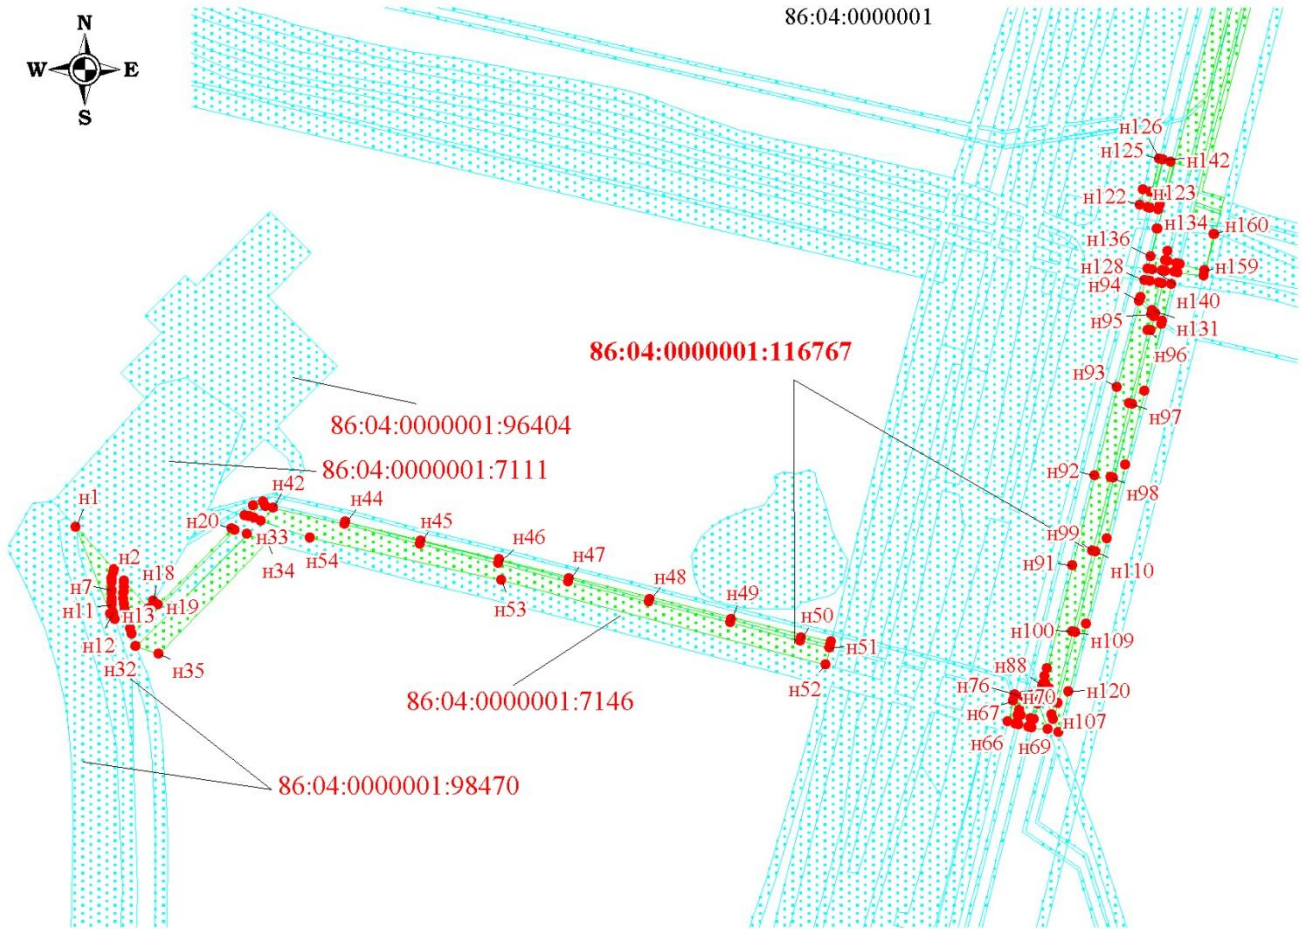 86:04:0000001
N
W E
S
н126
н125
н142
н123
н122
н134
н160
н136
н128
н159
н94
н140
н95
н131
86:04:0000001:116767
н96
н93
н97
86:04:0000001:96404
86:04:0000001:7111
н92
н98
н42
н1
н44
н20
н45
н33
н99
н46
н54
н34
н91
н110
н2
н47
н7
н18
н53
н48
н11
н13
н19
н49
н100
н109
н12
н50
н32
н35
н51
н88
н52
н76
н70
н120
86:04:0000001:7146
н67
н107
н66
н69
86:04:0000001:98470